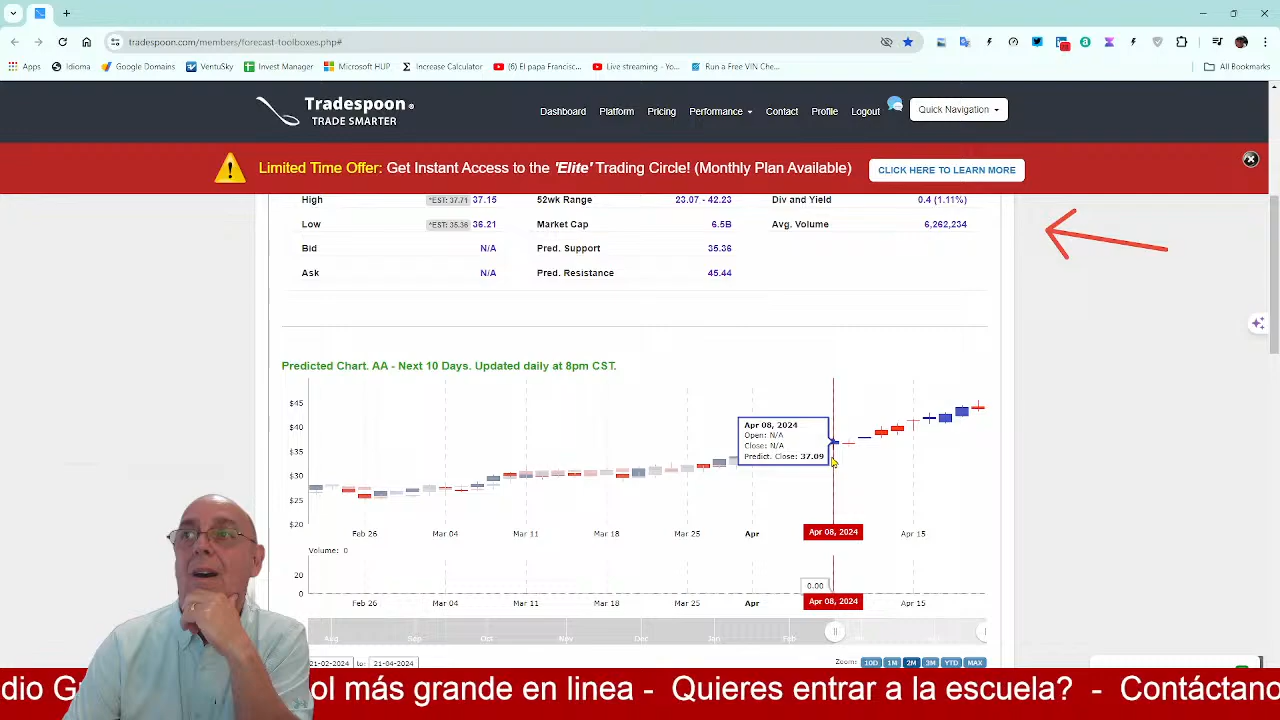 tradespoon.com/members/forecast-toolboxes.php#
Apps Idioma Google Domains VentuSky Invest Manager Microsoft HUP Increase Calculator (0) El papa Francisc... Live streaming - Yo... Run a Free VIN Che... All Bookmarks
Tradespoon®
TRADE SMARTER
Dashboard Platform Pricing Performance Contact Profile Logout Quick Navigation
Limited Time Offer: Get Instant Access to the 'Elite' Trading Circle! (Monthly Plan Available) CLICK HERE TO LEARN MORE
High *EST: 37.71 37.15 52wk Range 23.07 - 42.23 Div and Yield 0.4 (1.11%)
Low *EST: 35.36 36.21 Market Cap 6.5B Avg. Volume 6,262,234
Bid N/A Pred. Support 35.36
Ask N/A Pred. Resistance 45.44
Predicted Chart. AA - Next 10 Days. Updated daily at 8pm CST.
$45
$40
$35
$30
$25
$20
Apr 08, 2024
Open: N/A
Close: N/A
Predict. Close: 37.09
Feb 26 Mar 04 Mar 11 Mar 18 Mar 25 Apr Apr 08, 2024 Apr 15
Volume: 0
20
0.00
0
Feb 26 Mar 04 Mar 11 Mar 18 Mar 25 Apr Apr 08, 2024 Apr 15
Aug Sep Oct Nov Dec Jan Feb
21-02-2024 to: 21-04-2024 Zoom: 10D 1M 2M 3M YTD MAX
dio G ol más grande en linea - Quieres entrar a la escuela? - Contáctano